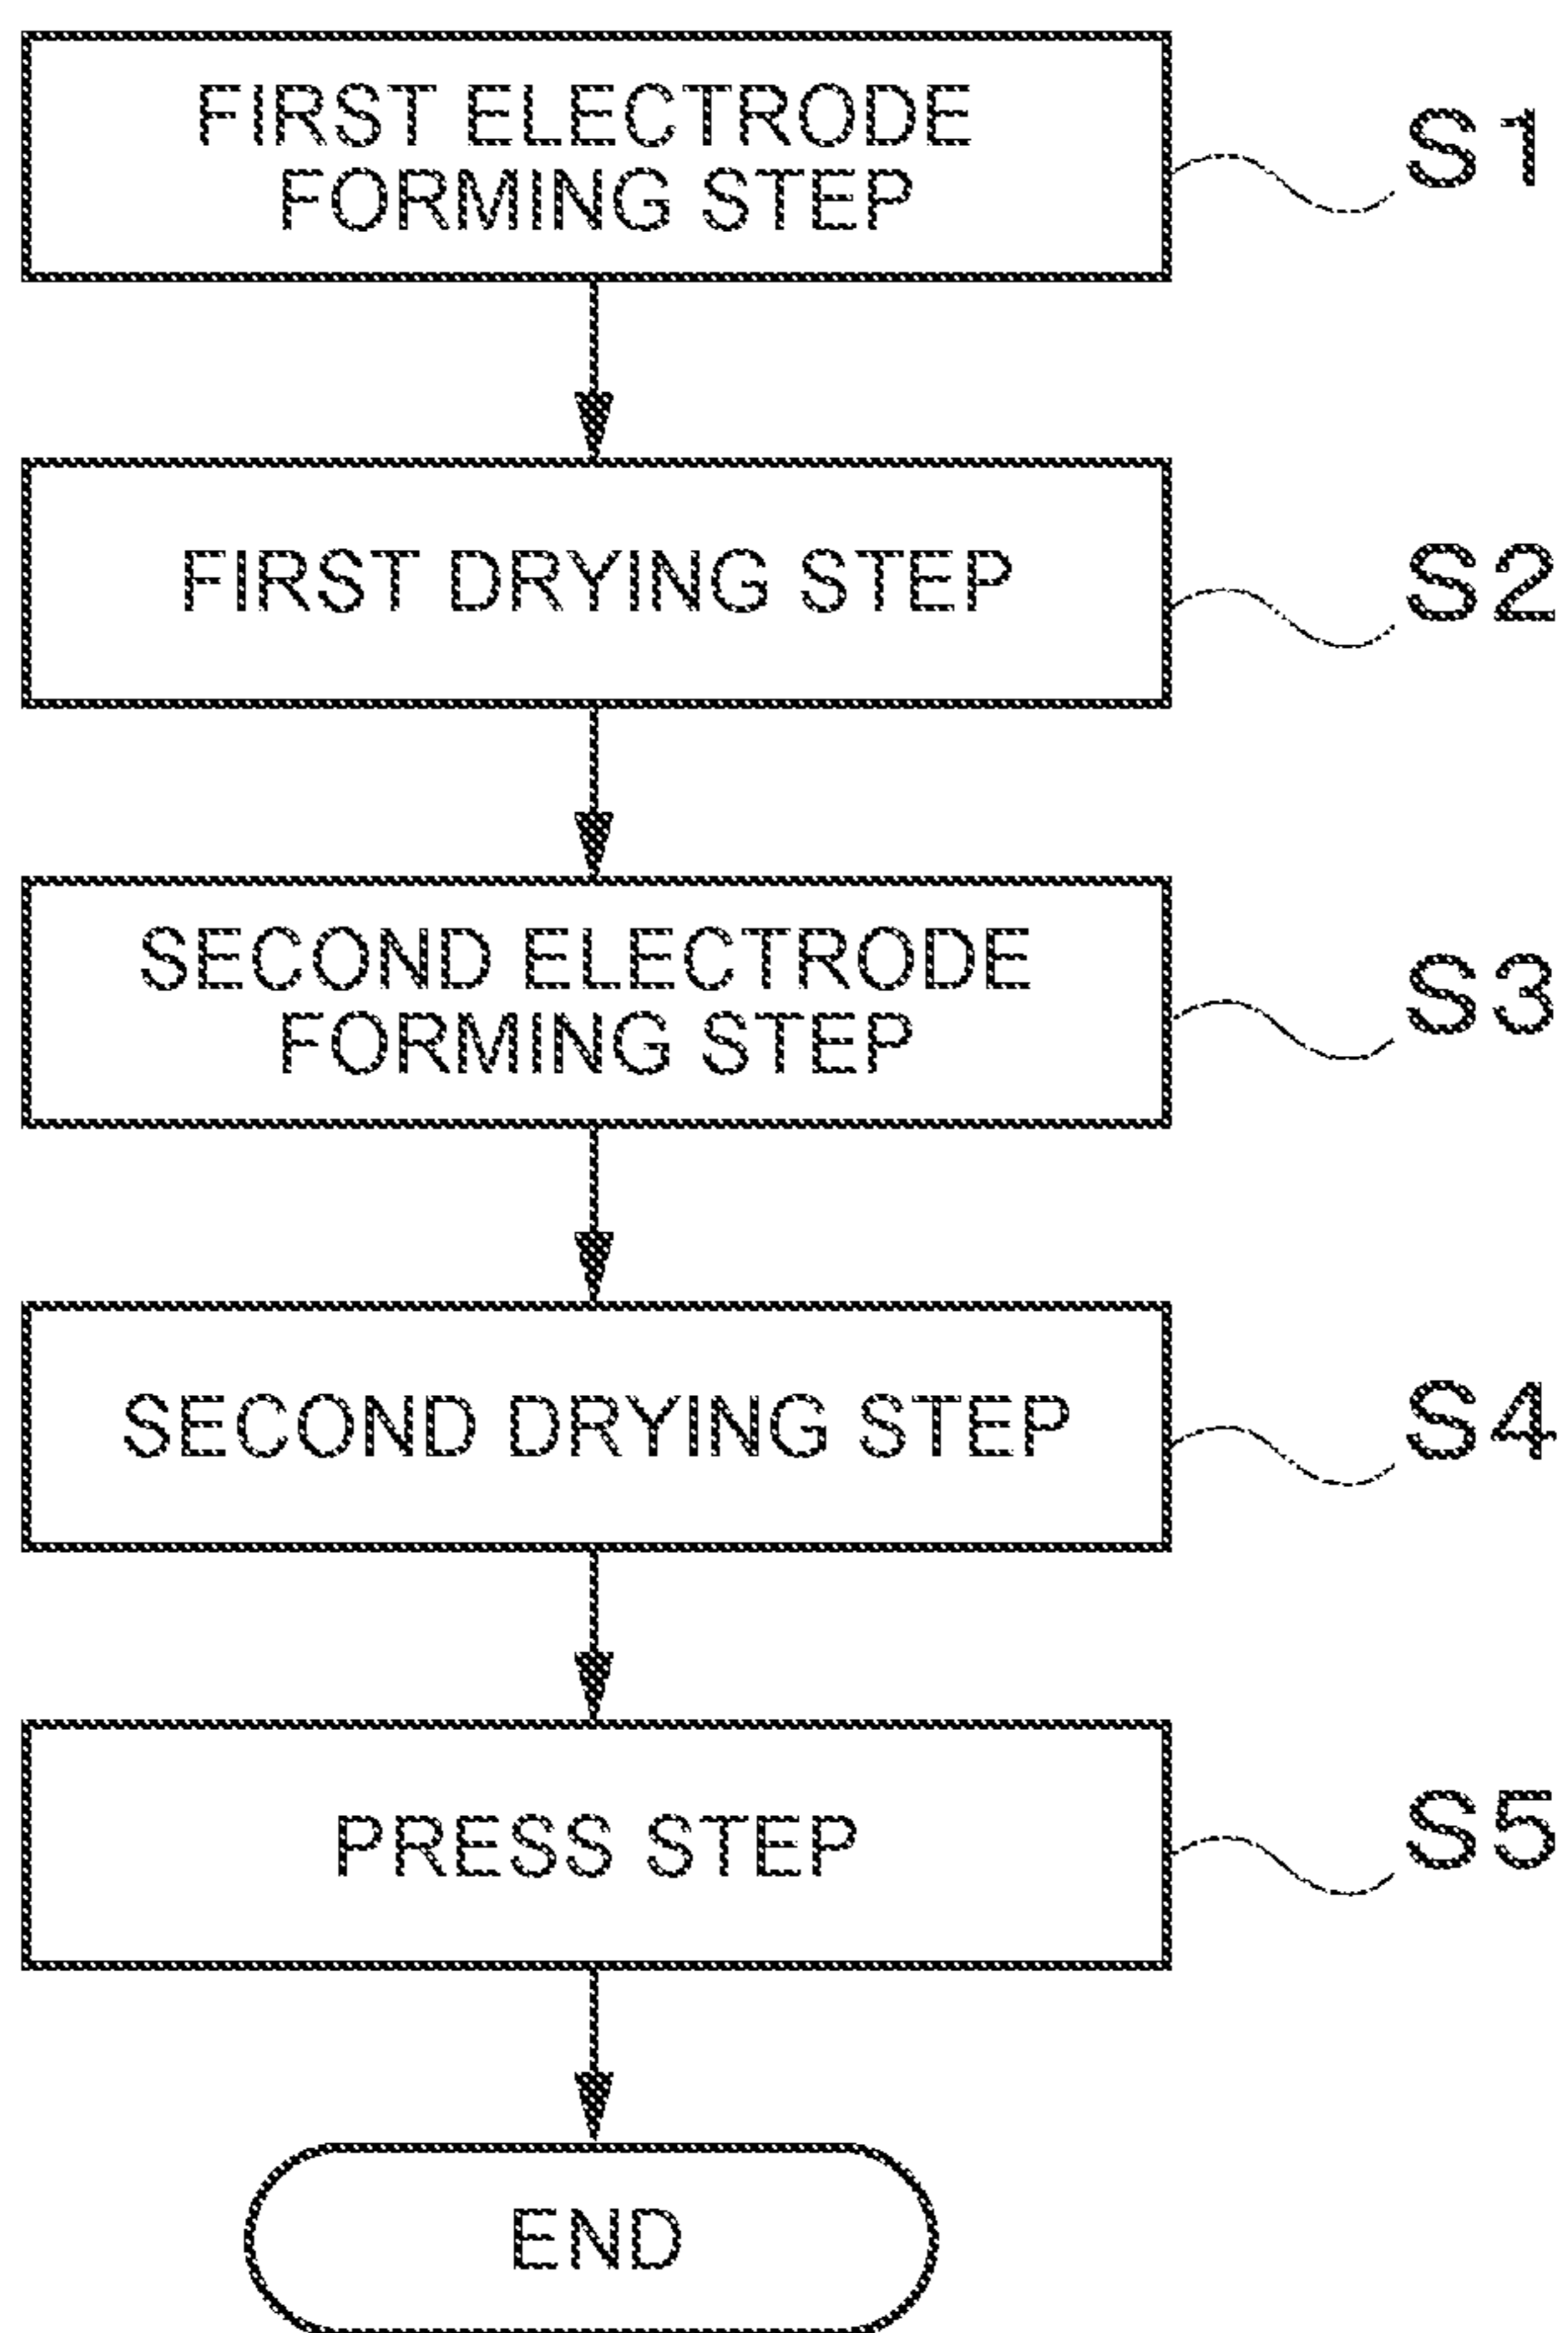 FIRST ELECTRODE
FORMING STEP
S1
FIRST DRYING STEP
S2
SECOND ELECTRODE
FORMING STEP
S3
SECOND DRYING STEP
S4
PRESS STEP
S5
END